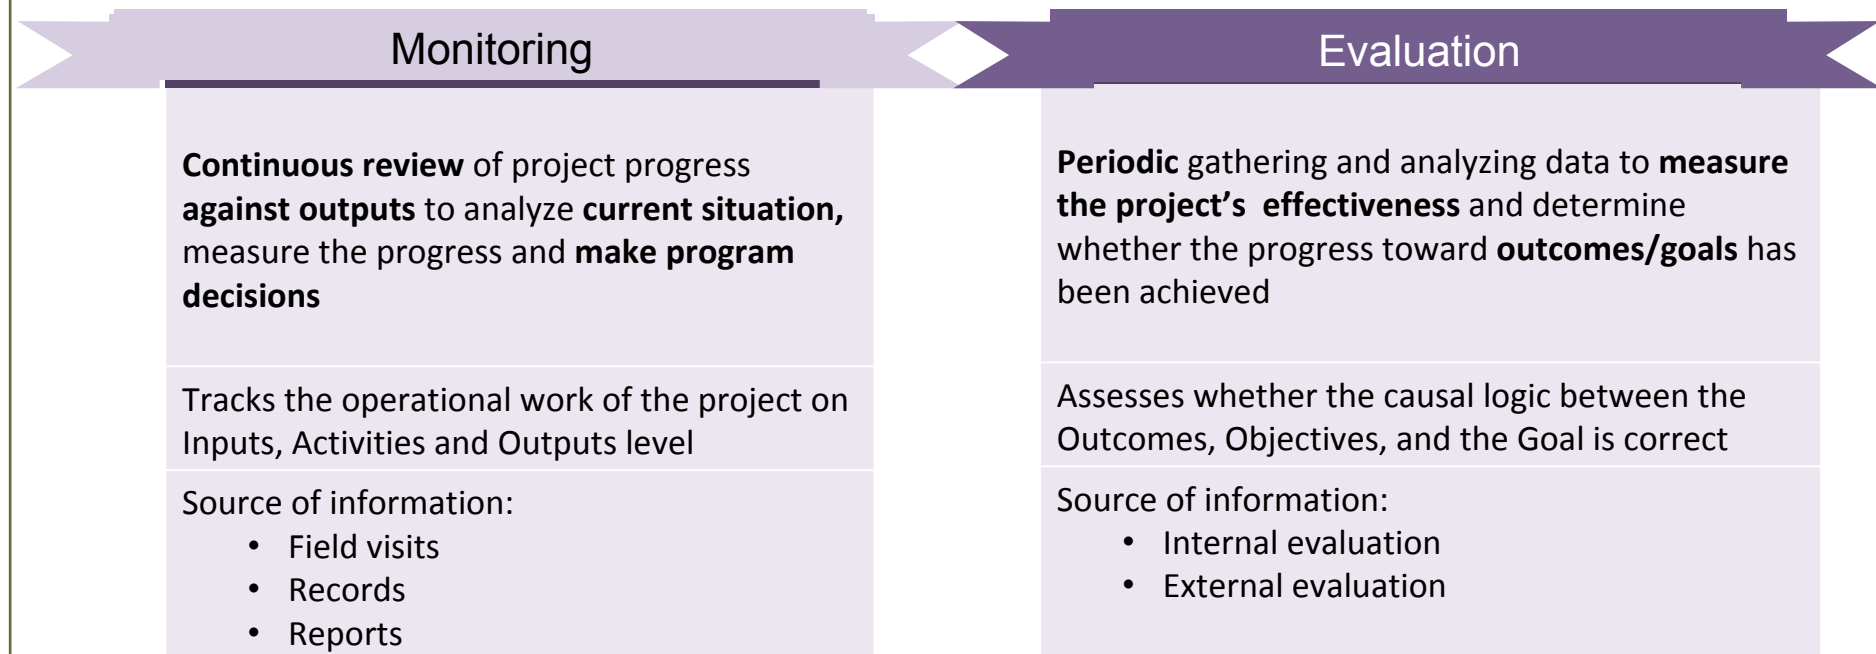 Monitoring
Continuous review of project progress
against outputs to analyze current situation,
measure the progress and make program
decisions
Tracks the operational work of the project on
Inputs, Activities and Outputs level
Source of information:
• Field visits
• Records
• Reports
Evaluation
Periodic gathering and analyzing data to measure
the project’s  effectiveness and determine
whether the progress toward outcomes/goals has
been achieved
Assesses whether the causal logic between the
Outcomes, Objectives, and the Goal is correct
Source of information:
• Internal evaluation
• External evaluation